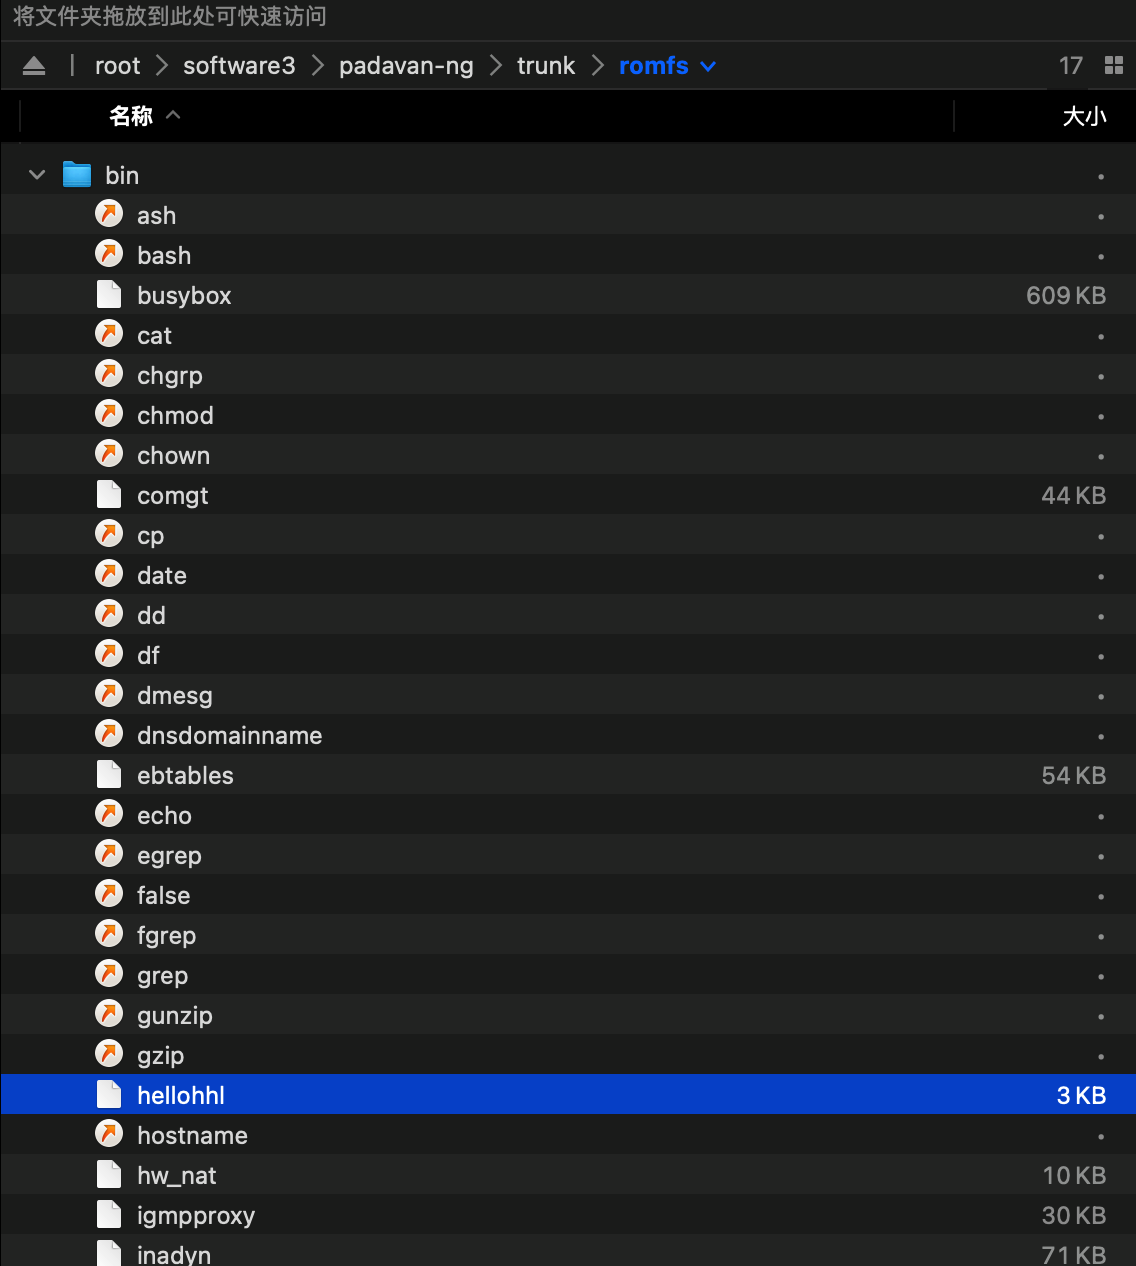 将文件夹拖放到此处可快速访问
root > software3 > padavan-ng > trunk > romfs 17
名称 大小
bin
ash
bash
busybox 609 KB
cat
chgrp
chmod
chown
comgt 44 KB
cp
date
dd
df
dmesg
dnsdomainname
ebtables 54 KB
echo
egrep
false
fgrep
grep
gunzip
gzip
hellohhl 3 KB
hostname
hw_nat 10 KB
igmpproxy 30 KB
inadyn 71 KB